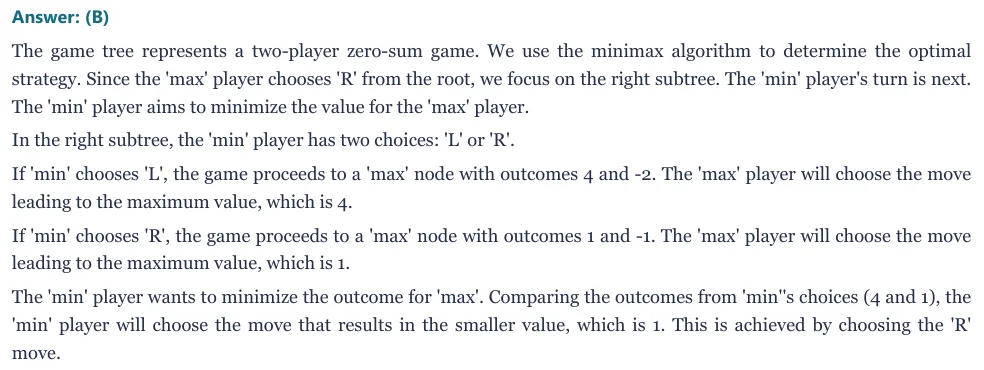 Answer: (B)
The game tree represents a two-player zero-sum game. We use the minimax algorithm to determine the optimal
strategy. Since the 'max' player chooses 'R' from the root, we focus on the right subtree. The 'min' player's turn is next.
The 'min' player aims to minimize the value for the 'max' player.
In the right subtree, the 'min' player has two choices: 'L' or 'R'.
If 'min' chooses 'L', the game proceeds to a 'max' node with outcomes 4 and -2. The 'max' player will choose the move
leading to the maximum value, which is 4.
If 'min' chooses 'R', the game proceeds to a 'max' node with outcomes 1 and -1. The 'max' player will choose the move
leading to the maximum value, which is 1.
The 'min' player wants to minimize the outcome for 'max'. Comparing the outcomes from 'min''s choices (4 and 1), the
'min' player will choose the move that results in the smaller value, which is 1. This is achieved by choosing the 'R'
move.